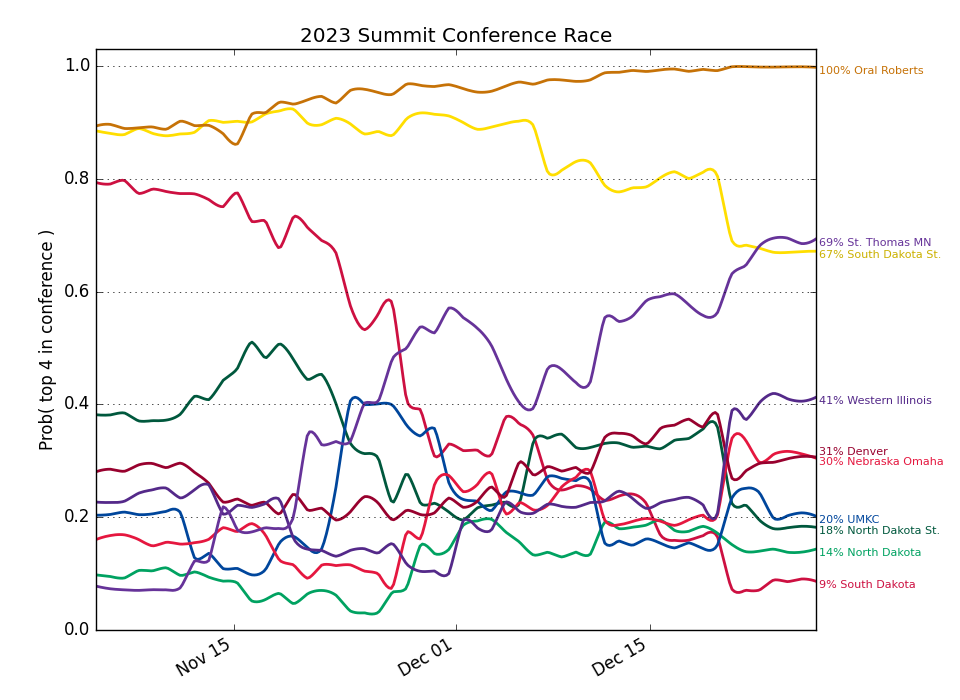 2023 Summit Conference Race
Prob( top 4 in conference )
1.0
0.8
0.6
0.4
0.2
0.0
Nov 15
Dec 01
Dec 15
100% Oral Roberts
69% St. Thomas MN
67% South Dakota St.
41% Western Illinois
31% Denver
30% Nebraska Omaha
20% UMKC
18% North Dakota St.
14% North Dakota
9% South Dakota